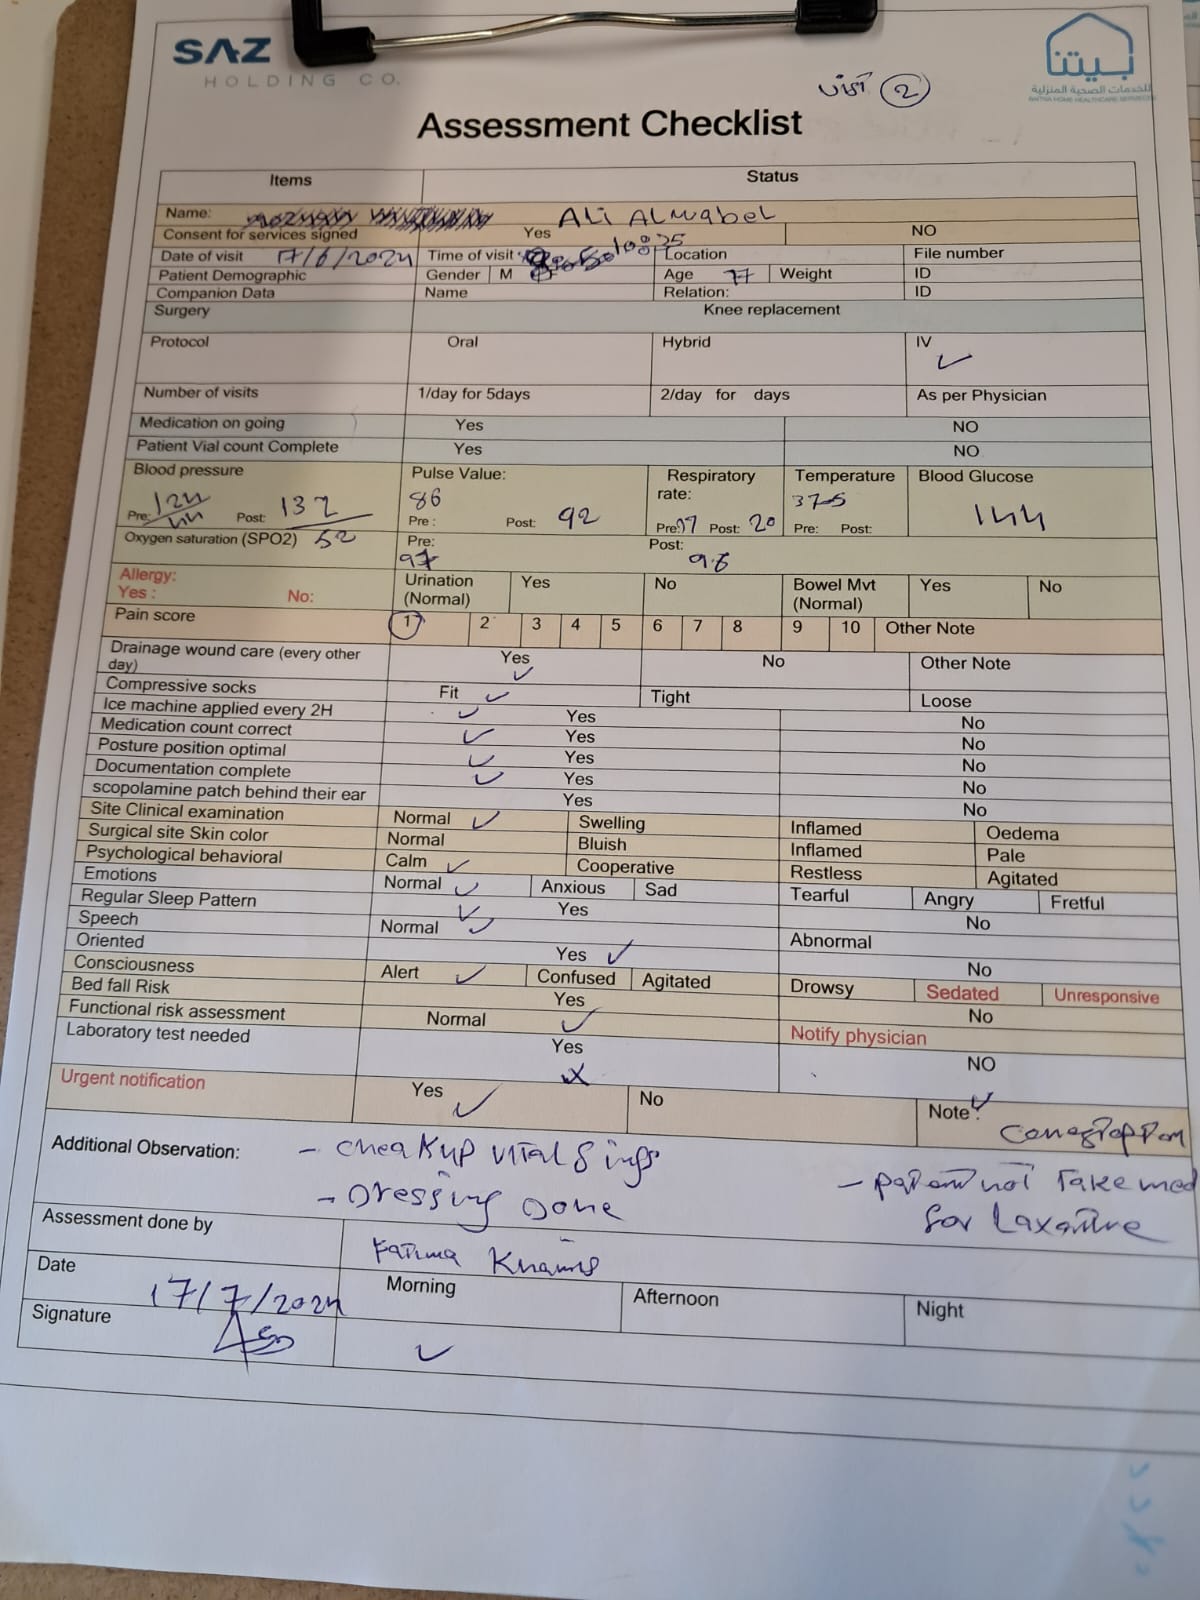 SAZ
HOLDING CO.
بيتنا
للخدمات الصحية المنزلية
2
Assessment Checklist
Items Status
Name: Ali Almabel
Consent for services signed Yes NO
Date of visit 17/6/2024 Time of visit: 10:35 Location File number
Patient Demographic Gender M Age 77 Weight ID
Companion Data Name Relation: ID
Surgery Knee replacement
Protocol Oral Hybrid IV ✓
Number of visits 1/day for 5days 2/day for days As per Physician
Medication on going Yes NO
Patient Vial count Complete Yes NO
Blood pressure Pulse Value: Respiratory rate: Temperature Blood Glucose
Pre: 124/44 Post: 132/52 86 Pre: Post: 92 Pre: 17 Post: 20 Pre: Post: 144
Oxygen saturation (SPO2) Pre: 97 Post: 98
Allergy: Urination (Normal) Yes No Bowel Mvt (Normal) Yes No
Yes: No:
Pain score 1 2 3 4 5 6 7 8 9 10 Other Note
Drainage wound care (every other day) Yes ✓ No Other Note
Compressive socks Fit ✓ Tight Loose
Ice machine applied every 2H ✓ Yes No
Medication count correct ✓ Yes No
Posture position optimal ✓ Yes No
Documentation complete ✓ Yes No
scopolamine patch behind their ear Yes No
Site Clinical examination Normal ✓ Swelling Inflamed Oedema
Surgical site Skin color Normal Bluish Inflamed Pale
Psychological behavioral Calm ✓ Cooperative Restless Agitated
Emotions Normal ✓ Anxious Sad Tearful Angry Fretful
Regular Sleep Pattern ✓ Yes No
Speech Normal ✓ Abnormal
Oriented Yes ✓ No
Consciousness Alert ✓ Confused Agitated Drowsy Sedated Unresponsive
Bed fall Risk Yes No
Functional risk assessment Normal ✓ Notify physician
Laboratory test needed Yes X NO
Urgent notification Yes ✓ No Note: ✓
Additional Observation: - cheakup vital sings
- Dressing Done
not Take med
for Laxative
Assessment done by Fatima Khamis
Date 17/7/2024 Morning Afternoon Night
Signature ✓